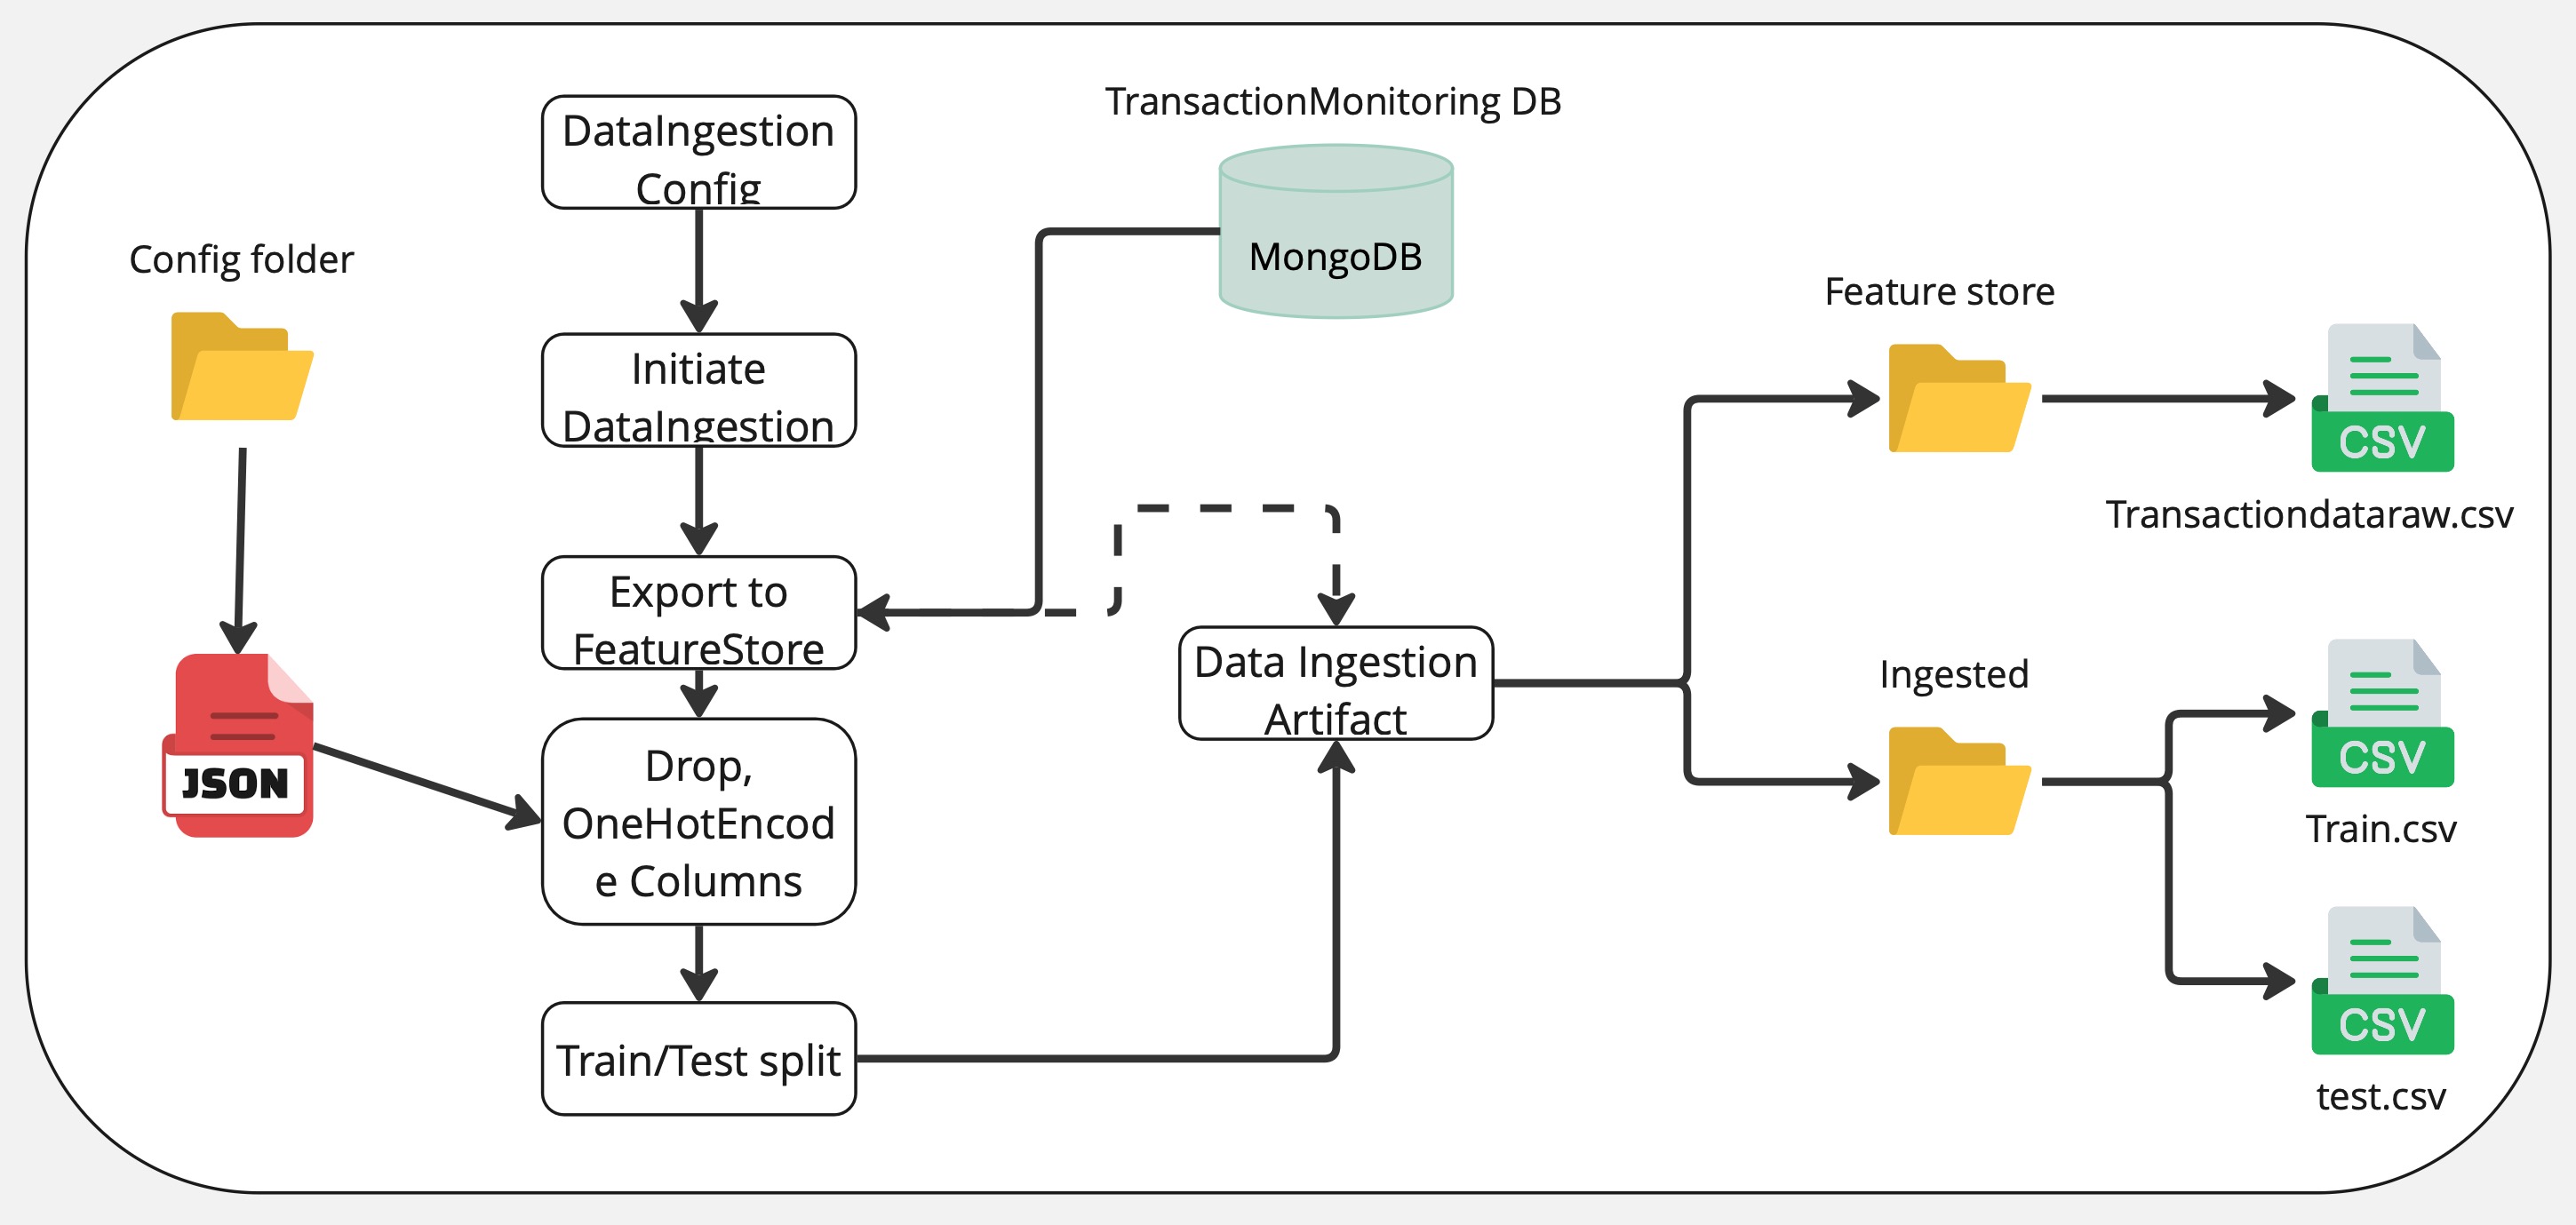 DataIngestion
Config
TransactionMonitoring DB
MongoDB
Config folder
Initiate
DataIngestion
Feature store
CSV
Transactiondataraw.csv
Export to
FeatureStore
Data Ingestion
Artifact
Ingested
CSV
Train.csv
JSON
Drop,
OneHotEncod
e Columns
CSV
test.csv
Train/Test split